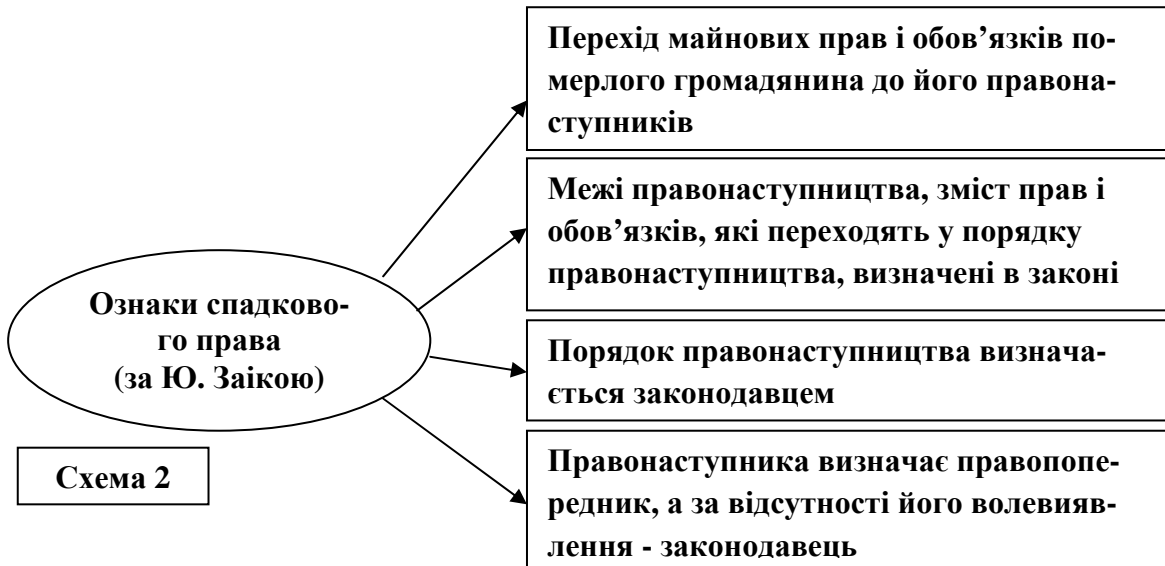 Перехід майнових прав і обов’язків по-
мерлого громадянина до його правона-
ступників
Межі правонаступництва, зміст прав і
обов’язків, які переходять у порядку
правонаступництва, визначені в законі
Ознаки спадково-
го права
(за Ю. Заікою)
Порядок правонаступництва визнача-
ється законодавцем
Схема 2
Правонаступника визначає правопопе-
редник, а за відсутності його волевияв-
лення - законодавець